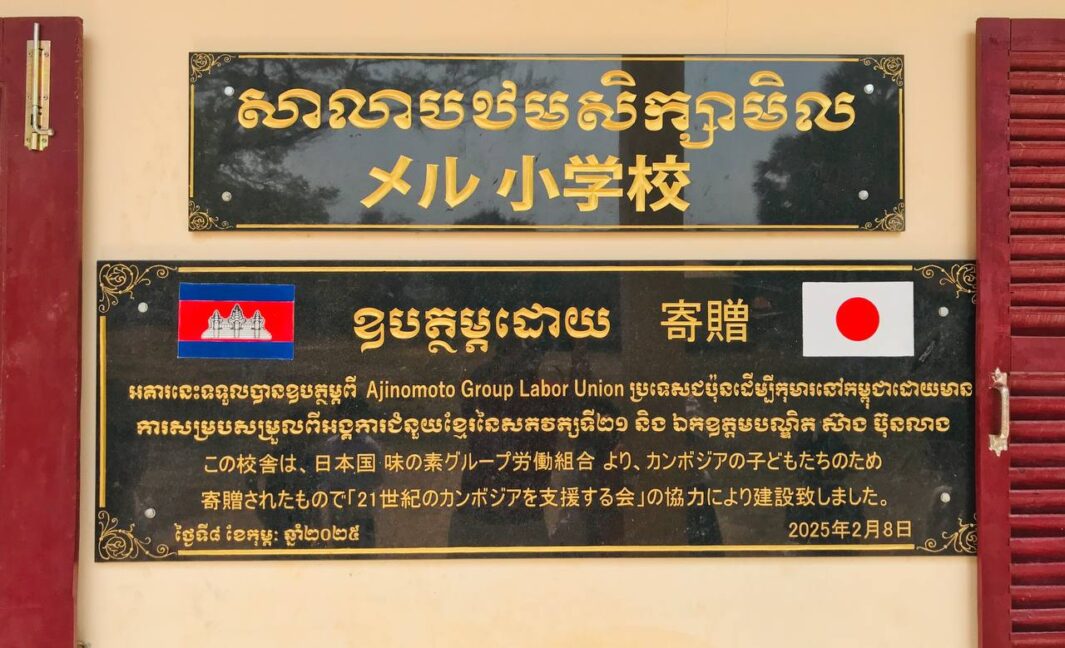 សាលាបឋមសិក្សាមិល
メル 小学校
ឧបត្ថម្ភដោយ 寄贈
អគារនេះទទួលបានឧបត្ថម្ភពី Ajinomoto Group Labor Union ប្រទេសជប៉ុនដើម្បីកុមារនៅកម្ពុជាដោយមាន
ការសម្របសម្រួលពីអង្គការជំនួយខ្មែរនៃសតវត្សទី២១ និង ឯកឧត្តមបណ្ឌិត ស៊ាង ប៊ុនលាង
この校舎は、日本国 味の素グループ労働組合 より、カンボジアの子どもたちのため
寄贈されたもので「21世紀のカンボジアを支援する会」の協力により建設致しました。
ថ្ងៃទី៨ ខែកុម្ភៈ ឆ្នាំ២០២៥ 2025年2月8日